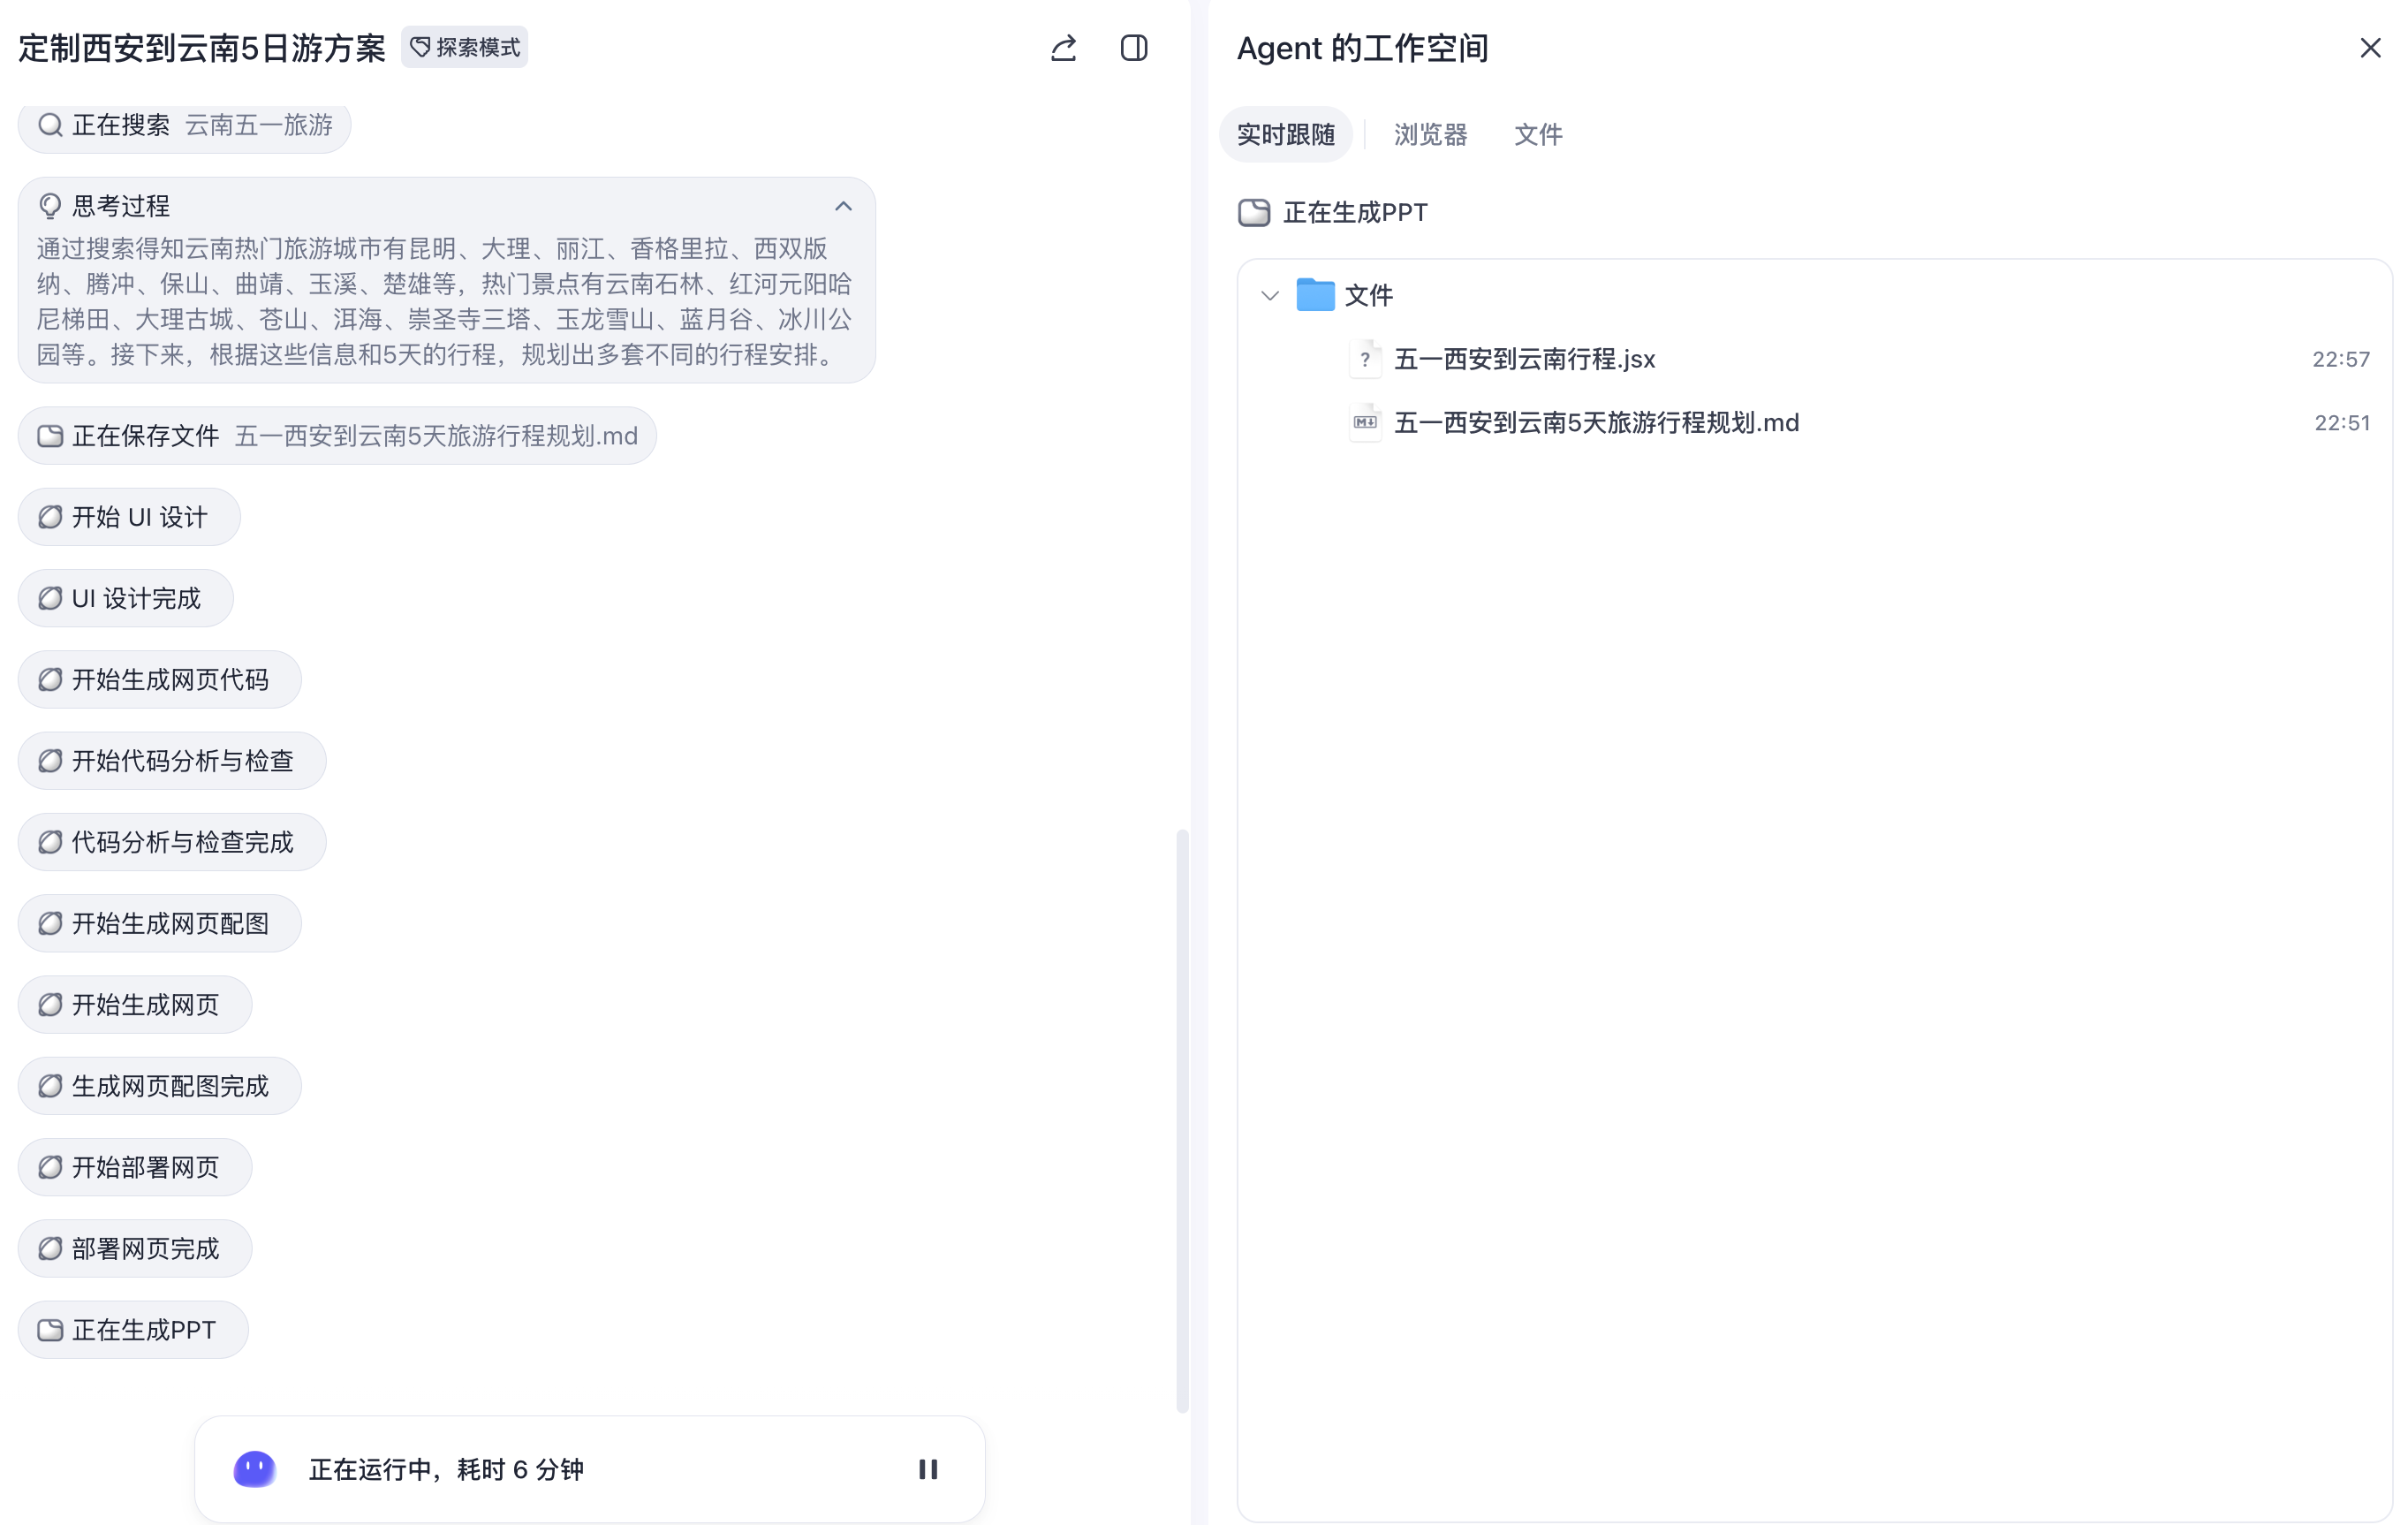 定制西安到云南5日游方案 探索模式
正在搜索 云南五一旅游
思考过程
通过搜索得知云南热门旅游城市有昆明、大理、丽江、香格里拉、西双版
纳、腾冲、保山、曲靖、玉溪、楚雄等，热门景点有云南石林、红河元阳哈
尼梯田、大理古城、苍山、洱海、崇圣寺三塔、玉龙雪山、蓝月谷、冰川公
园等。接下来，根据这些信息和5天的行程，规划出多套不同的行程安排。
正在保存文件 五一西安到云南5天旅游行程规划.md
开始 UI 设计
UI 设计完成
开始生成网页代码
开始代码分析与检查
代码分析与检查完成
开始生成网页配图
开始生成网页
生成网页配图完成
开始部署网页
部署网页完成
正在生成PPT
正在运行中，耗时 6 分钟
Agent 的工作空间
实时跟随 浏览器 文件
正在生成PPT
文件
? 五一西安到云南行程.jsx 22:57
M↓ 五一西安到云南5天旅游行程规划.md 22:51